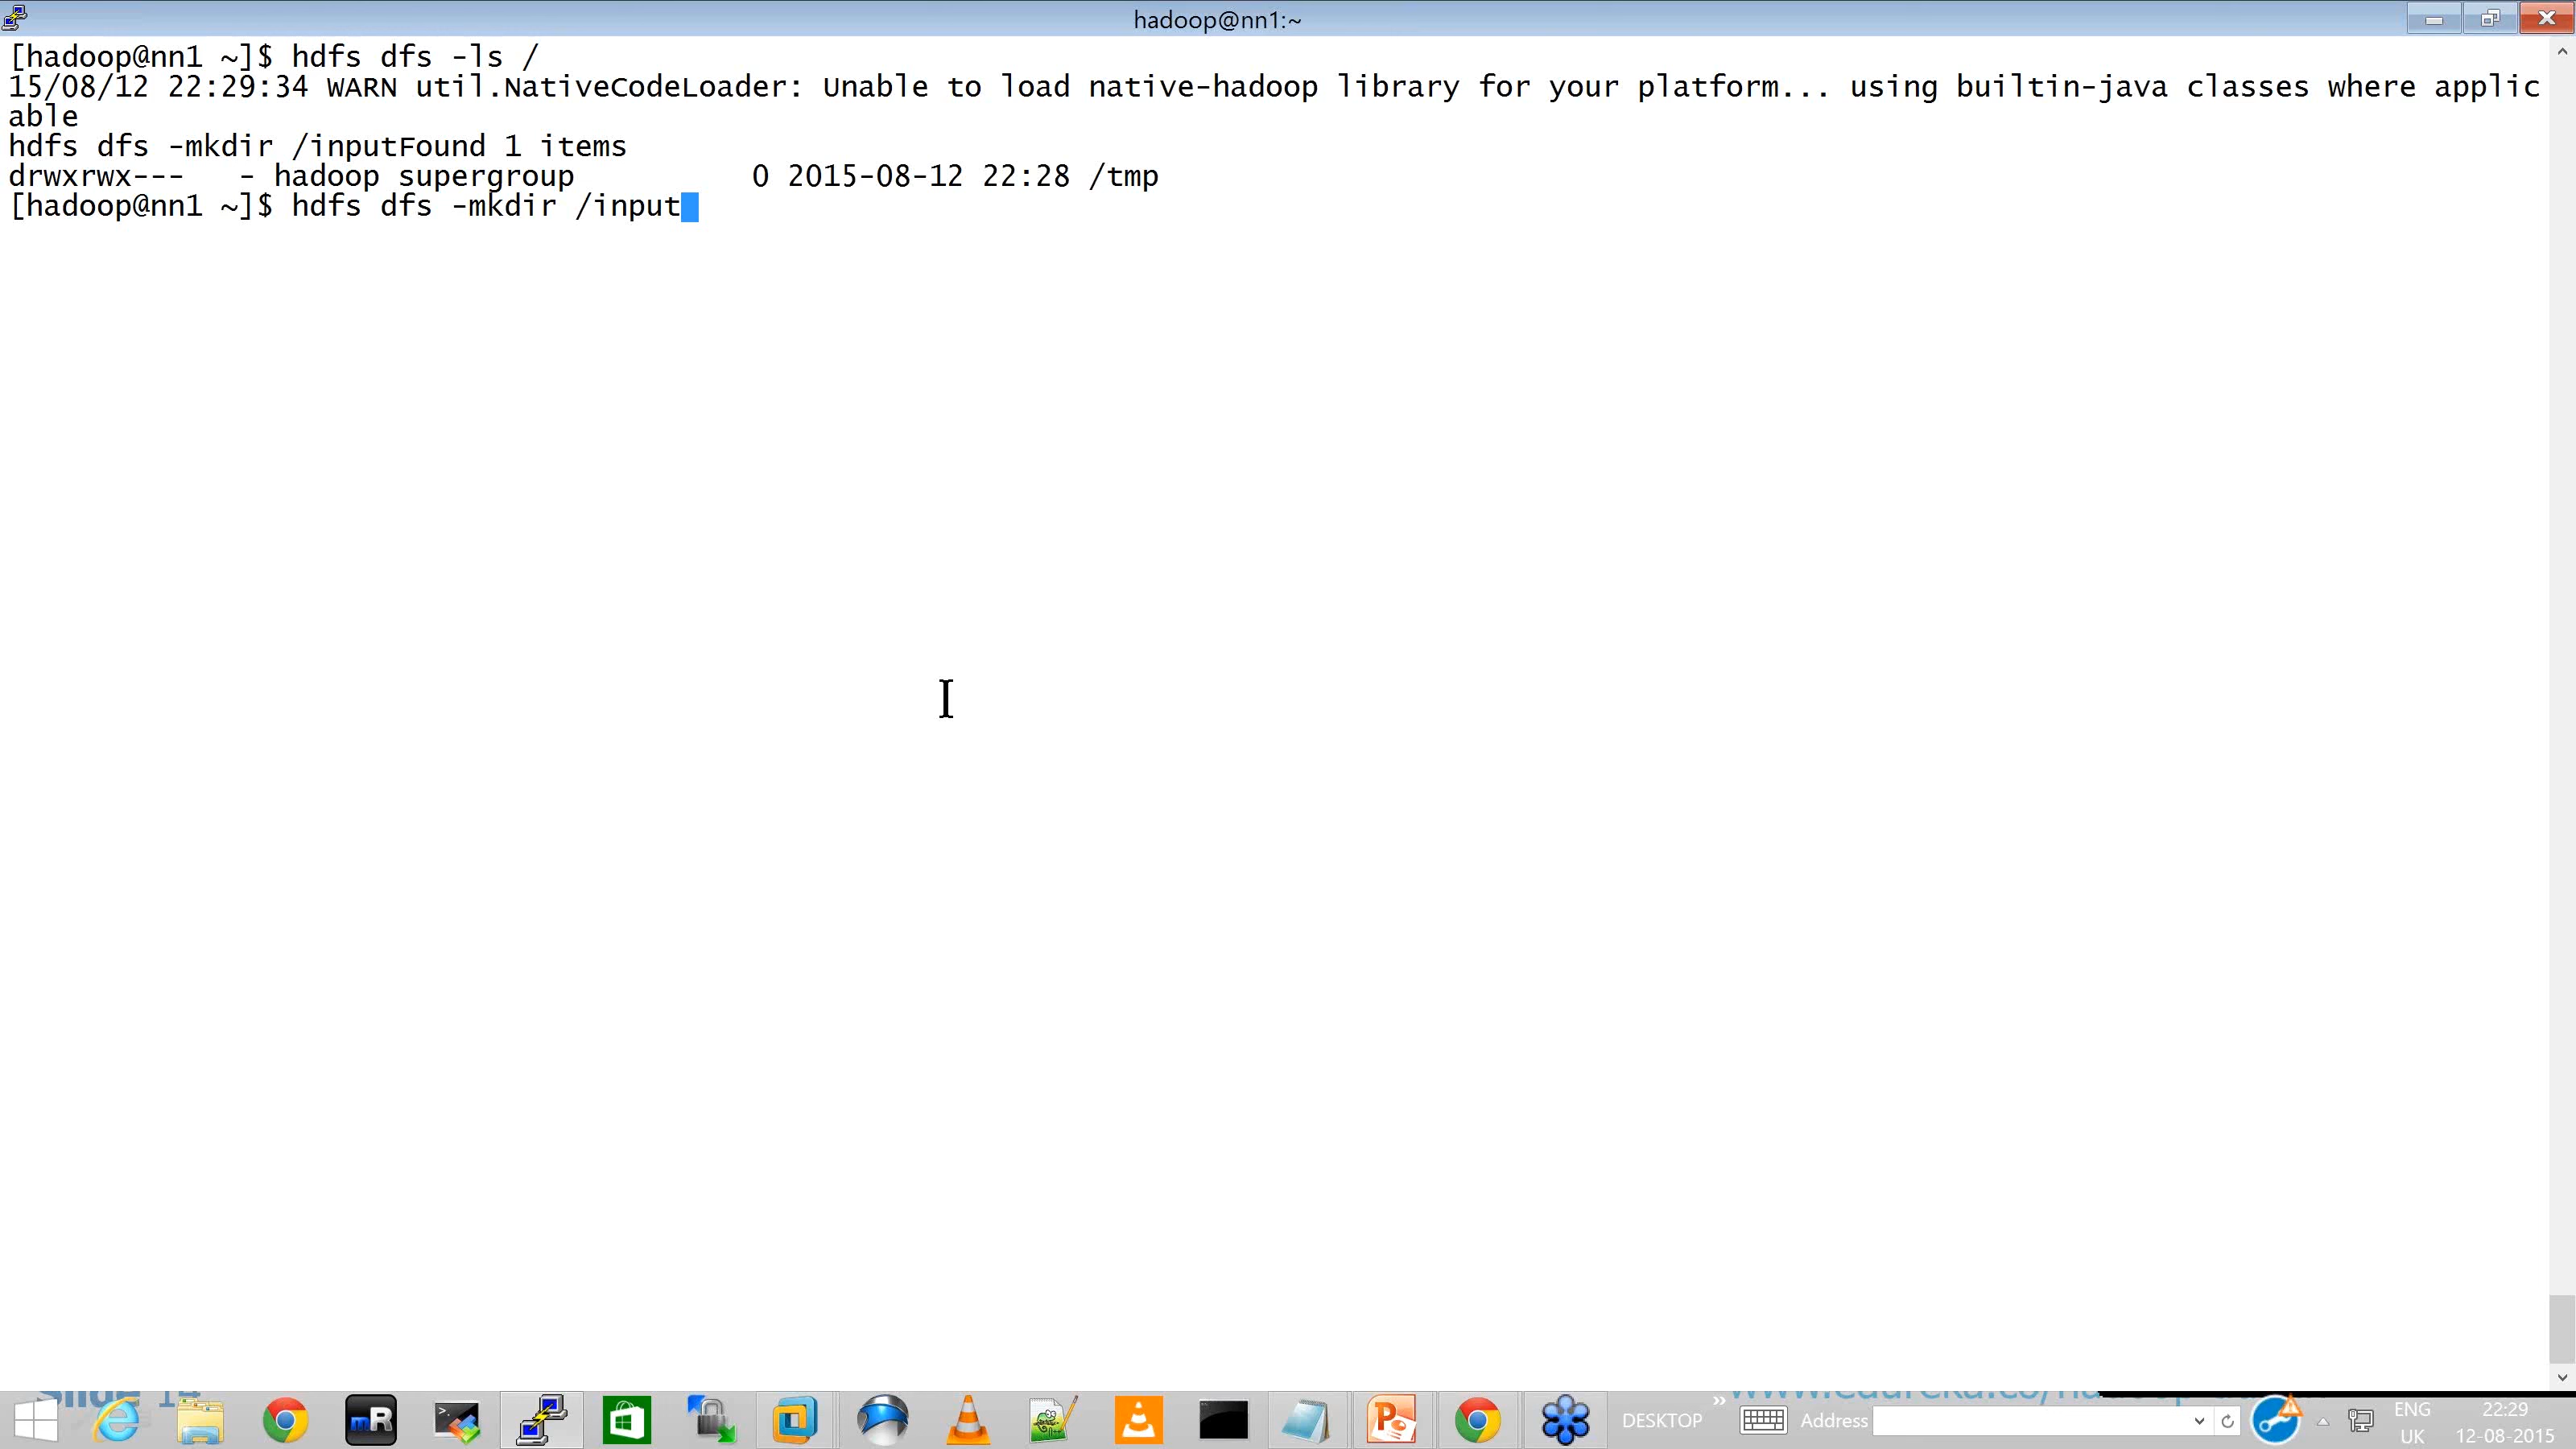 hadoop@nn1:~
[hadoop@nn1 ~]$ hdfs dfs -ls /
15/08/12 22:29:34 WARN util.NativeCodeLoader: Unable to load native-hadoop library for your platform... using builtin-java classes where applic
able
hdfs dfs -mkdir /inputFound 1 items
drwxrwx---   - hadoop supergroup          0 2015-08-12 22:28 /tmp
[hadoop@nn1 ~]$ hdfs dfs -mkdir /input
Slide 14
mR
DESKTOP
»
Address
ENG
UK
22:29
12-08-2015